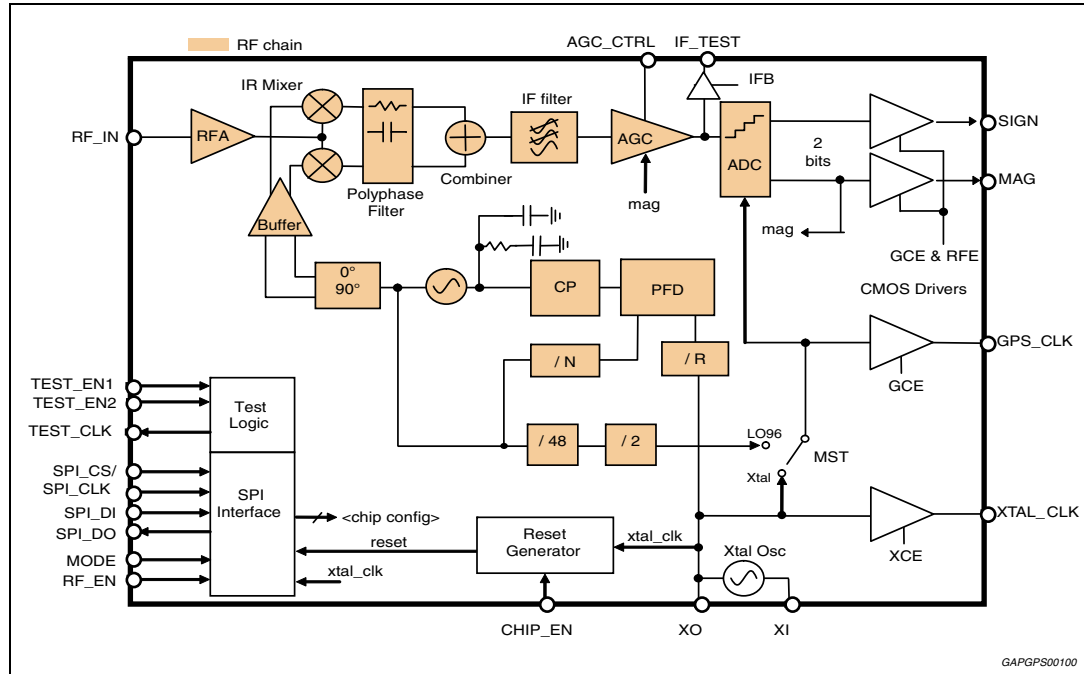 RF chain
AGC_CTRL
IF_TEST
IR Mixer
IFB
IF filter
RF_IN
RFA
AGC
ADC
2
bits
SIGN
MAG
Polyphase
Filter
Combiner
mag
mag
Buffer
GCE & RFE
0°
90°
CP
PFD
CMOS Drivers
/ N
/ R
GPS_CLK
GCE
TEST_EN1
TEST_EN2
TEST_CLK
Test
Logic
/ 48
/ 2
LO96
MST
Xtal
SPI_CS/
SPI_CLK
SPI_DI
SPI_DO
MODE
RF_EN
SPI
Interface
<chip config>
reset
xtal_clk
Reset
Generator
xtal_clk
Xtal Osc
XTAL_CLK
XCE
CHIP_EN
XO
XI
GAPGPS00100